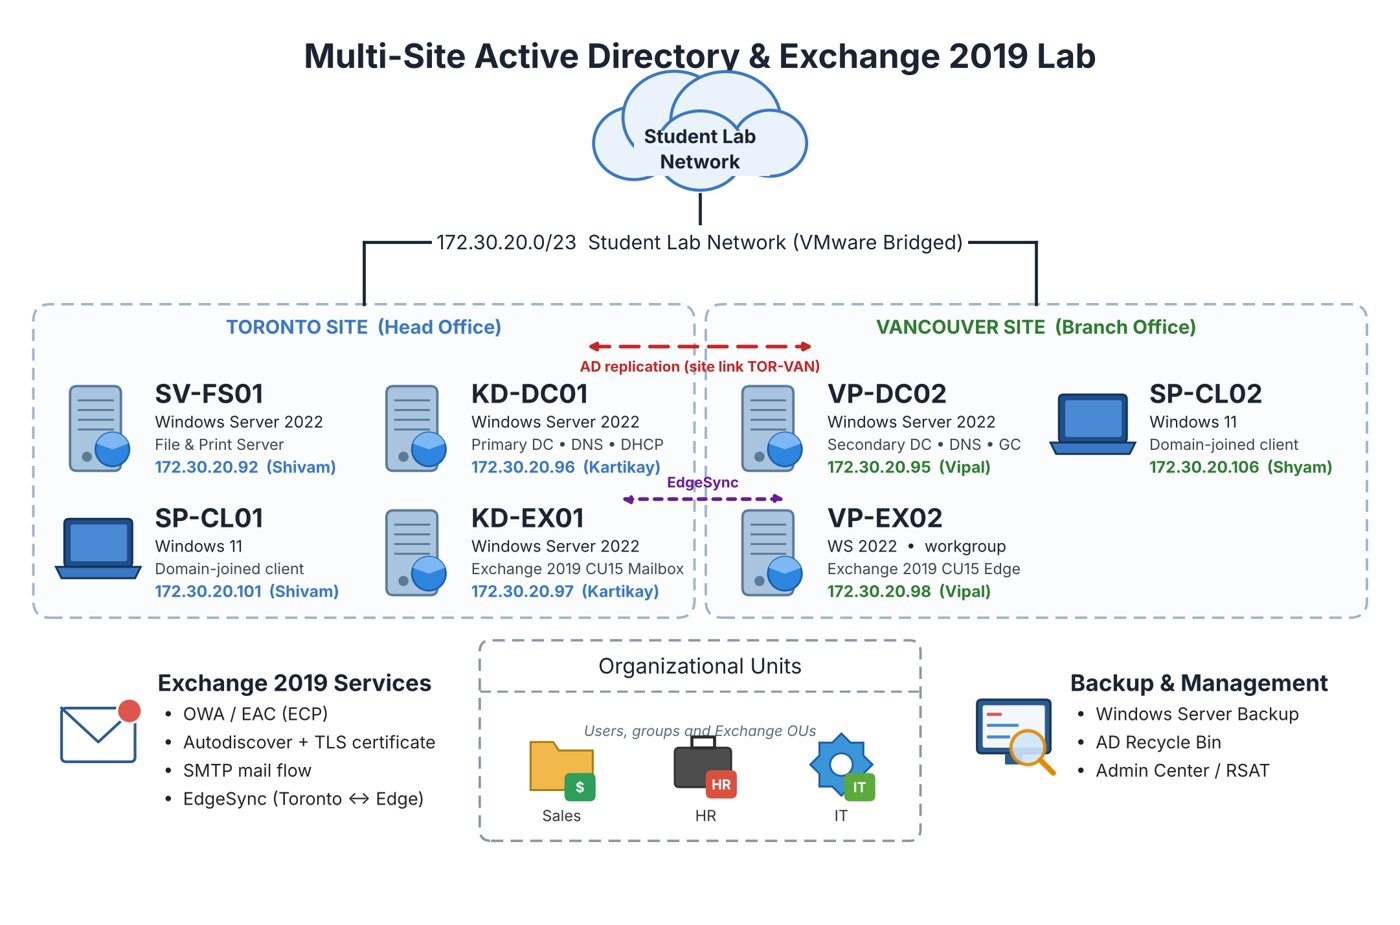 Multi-Site Active Directory & Exchange 2019 Lab
Student Lab
Network
172.30.20.0/23 Student Lab Network (VMware Bridged)
TORONTO SITE (Head Office)
SV-FS01
Windows Server 2022
File & Print Server
172.30.20.92 (Shivam)
KD-DC01
Windows Server 2022
Primary DC • DNS • DHCP
172.30.20.96 (Kartikay)
SP-CL01
Windows 11
Domain-joined client
172.30.20.101 (Shivam)
KD-EX01
Windows Server 2022
Exchange 2019 CU15 Mailbox
172.30.20.97 (Kartikay)
AD replication (site link TOR-VAN)
EdgeSync
VANCOUVER SITE (Branch Office)
VP-DC02
Windows Server 2022
Secondary DC • DNS • GC
172.30.20.95 (Vipal)
SP-CL02
Windows 11
Domain-joined client
172.30.20.106 (Shyam)
VP-EX02
WS 2022 • workgroup
Exchange 2019 CU15 Edge
172.30.20.98 (Vipal)
Exchange 2019 Services
• OWA / EAC (ECP)
• Autodiscover + TLS certificate
• SMTP mail flow
• EdgeSync (Toronto ↔ Edge)
Organizational Units
Users, groups and Exchange OUs
$
HR
IT
Sales
HR
IT
Backup & Management
• Windows Server Backup
• AD Recycle Bin
• Admin Center / RSAT